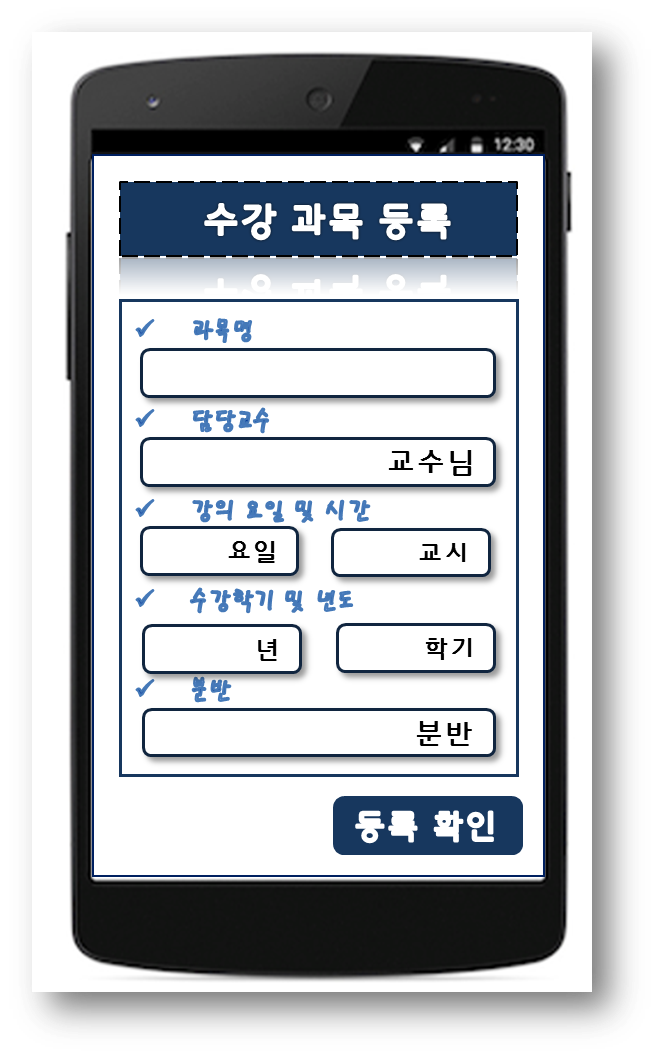 12:30
수강 과목 등록
과목명
담당교수
교수님
강의 요일 및 시간
요일 교시
수강학기 및 년도
년 학기
분반
분반
등록 확인